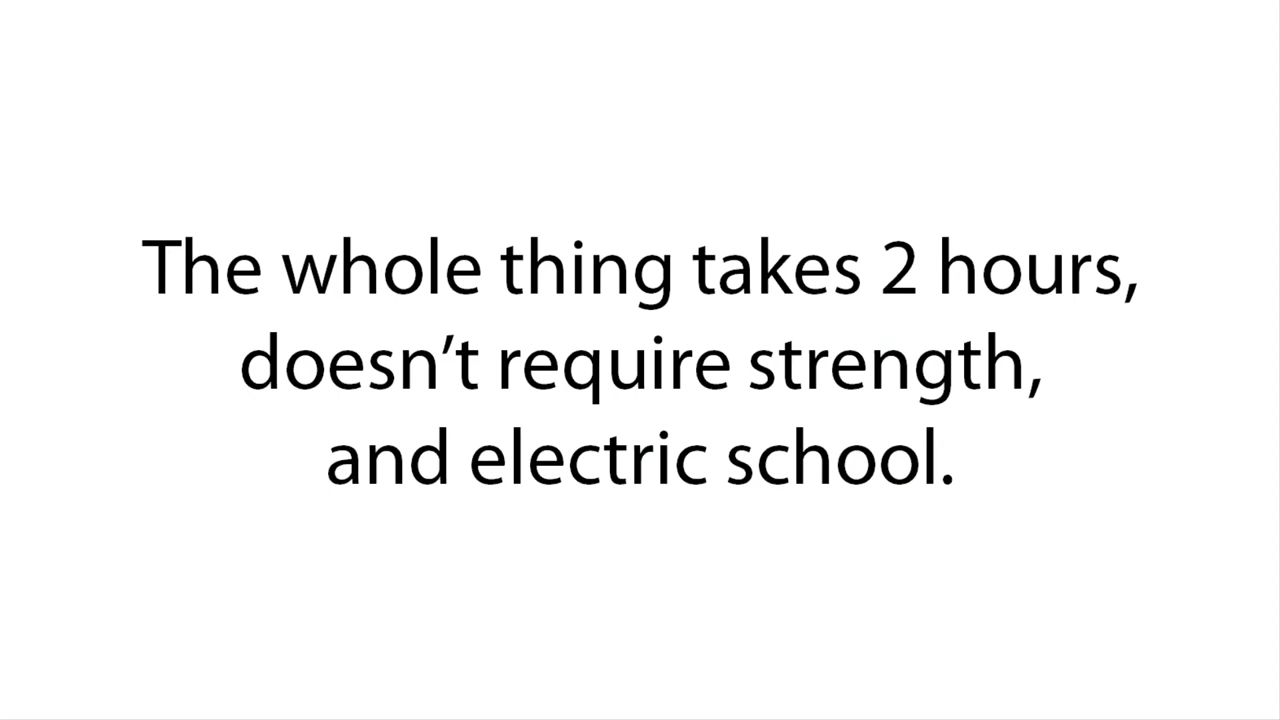 The whole thing takes 2 hours,
doesn’t require strength,
and electric school.